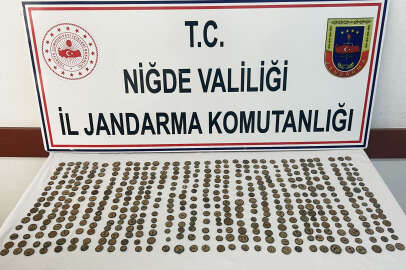 T.C.
NİĞDE VALİLİĞİ
İL JANDARMA KOMUTANLIĞI